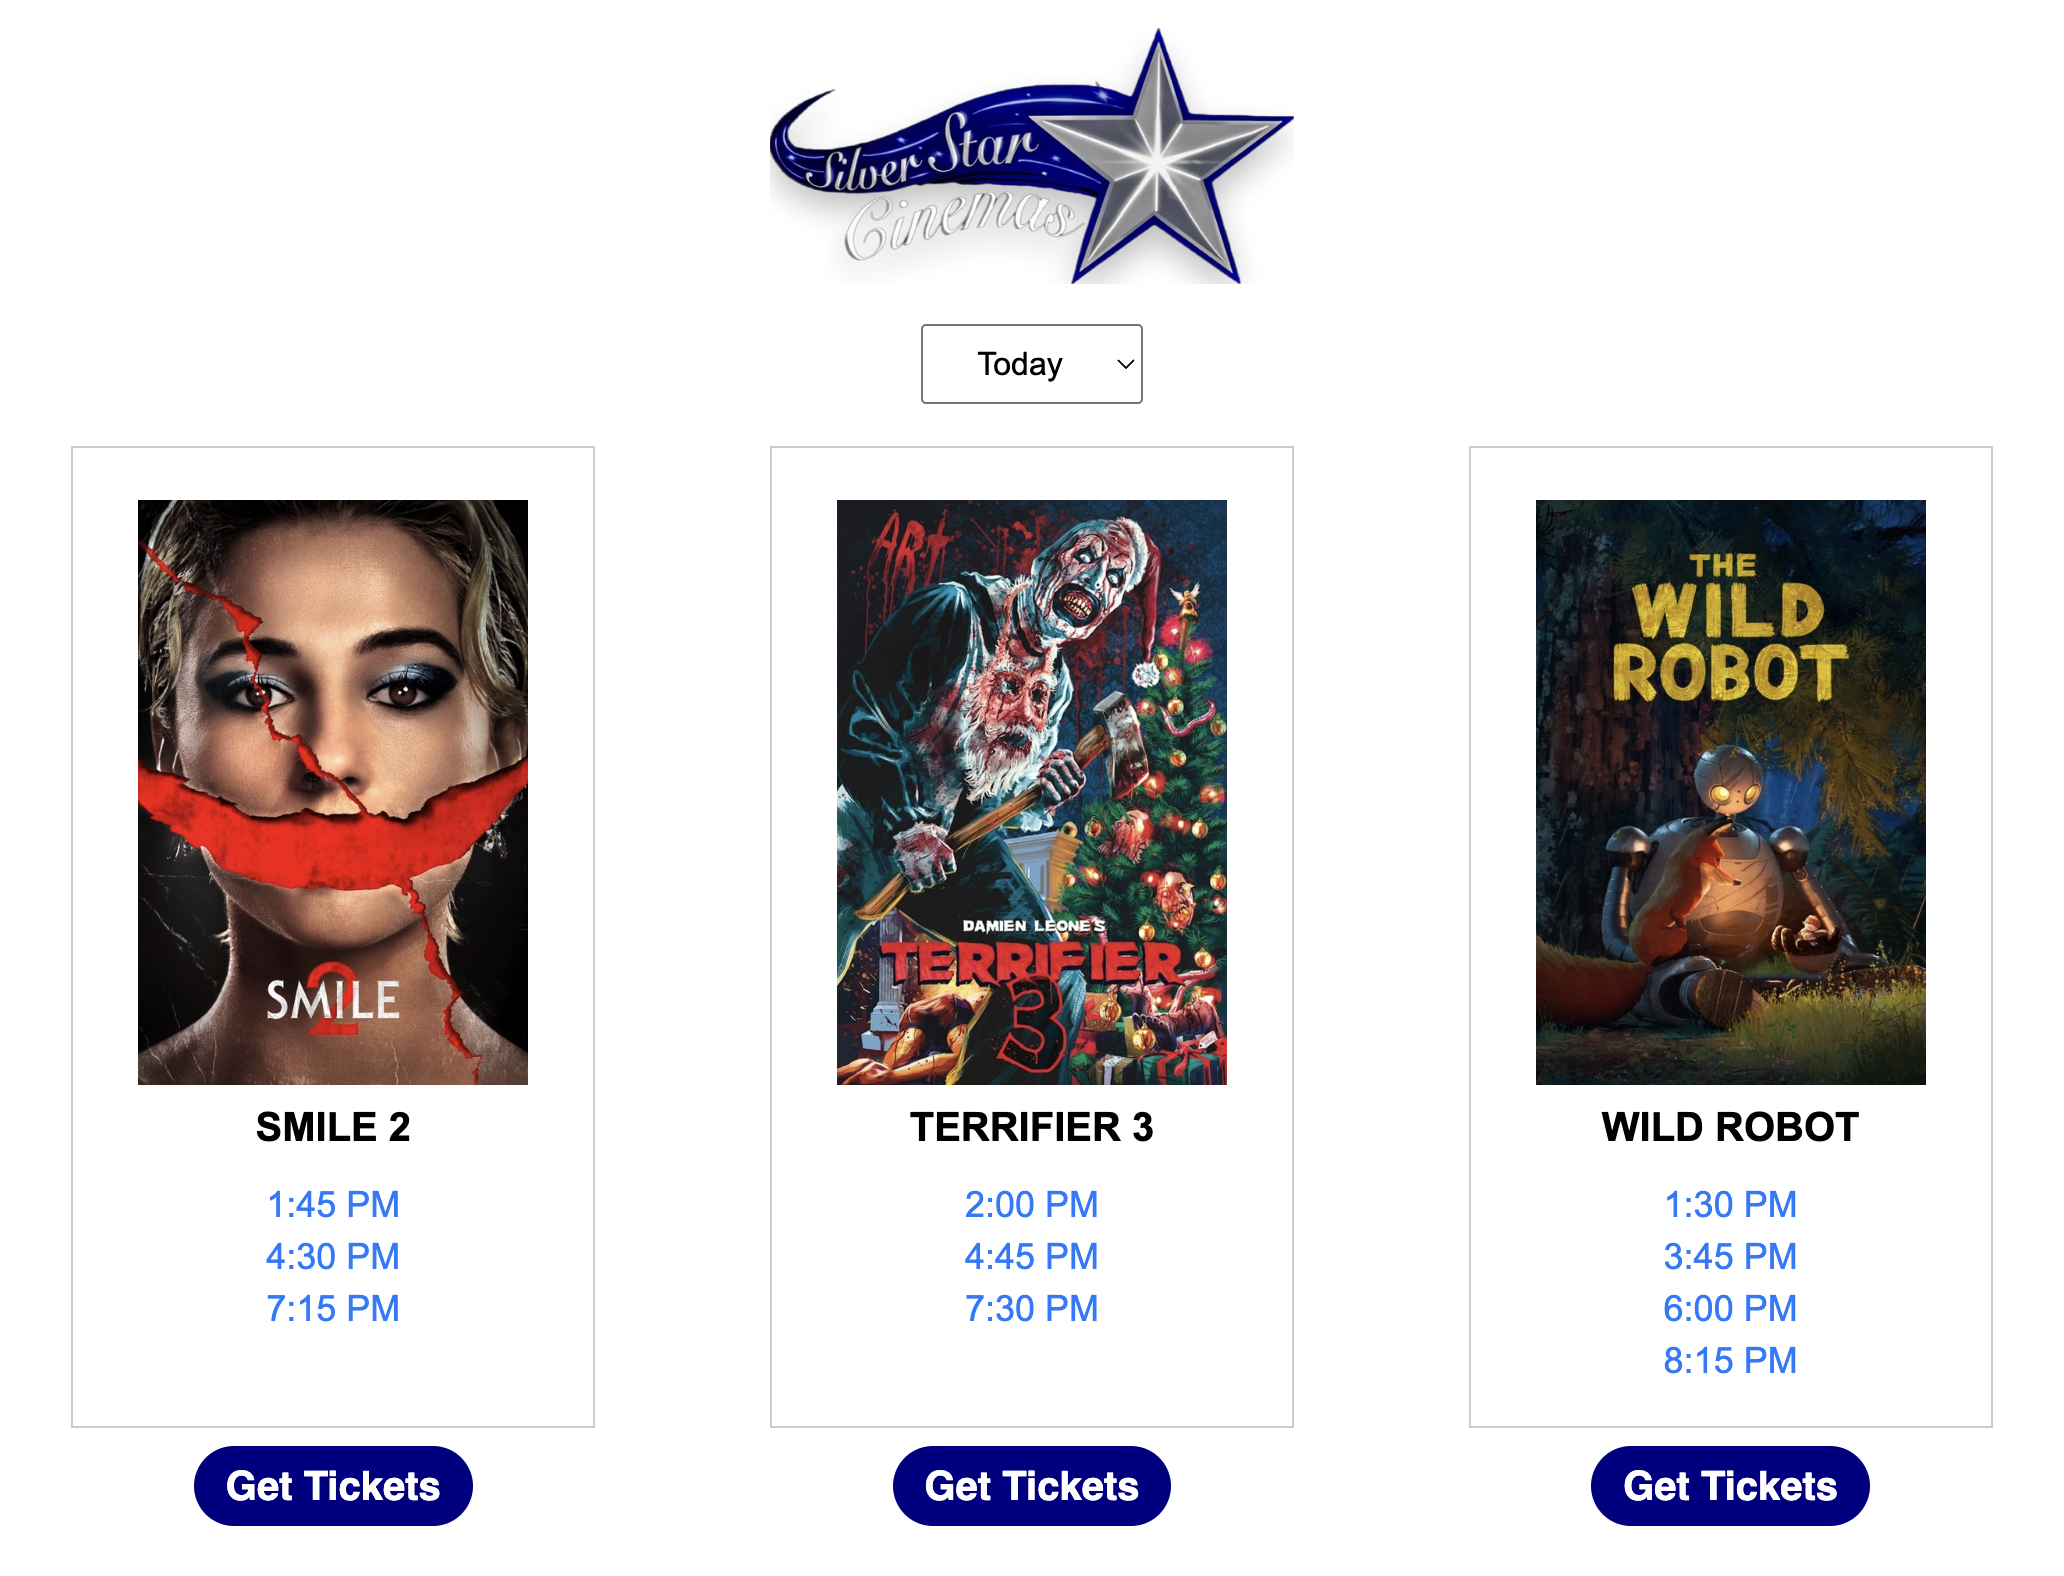 Silver Star
Cinemas
Today
SMILE
2
SMILE 2
1:45 PM
4:30 PM
7:15 PM
Get Tickets
ART
DAMIEN LEONE'S
TERRIFIER
3
TERRIFIER 3
2:00 PM
4:45 PM
7:30 PM
Get Tickets
THE
WILD
ROBOT
WILD ROBOT
1:30 PM
3:45 PM
6:00 PM
8:15 PM
Get Tickets